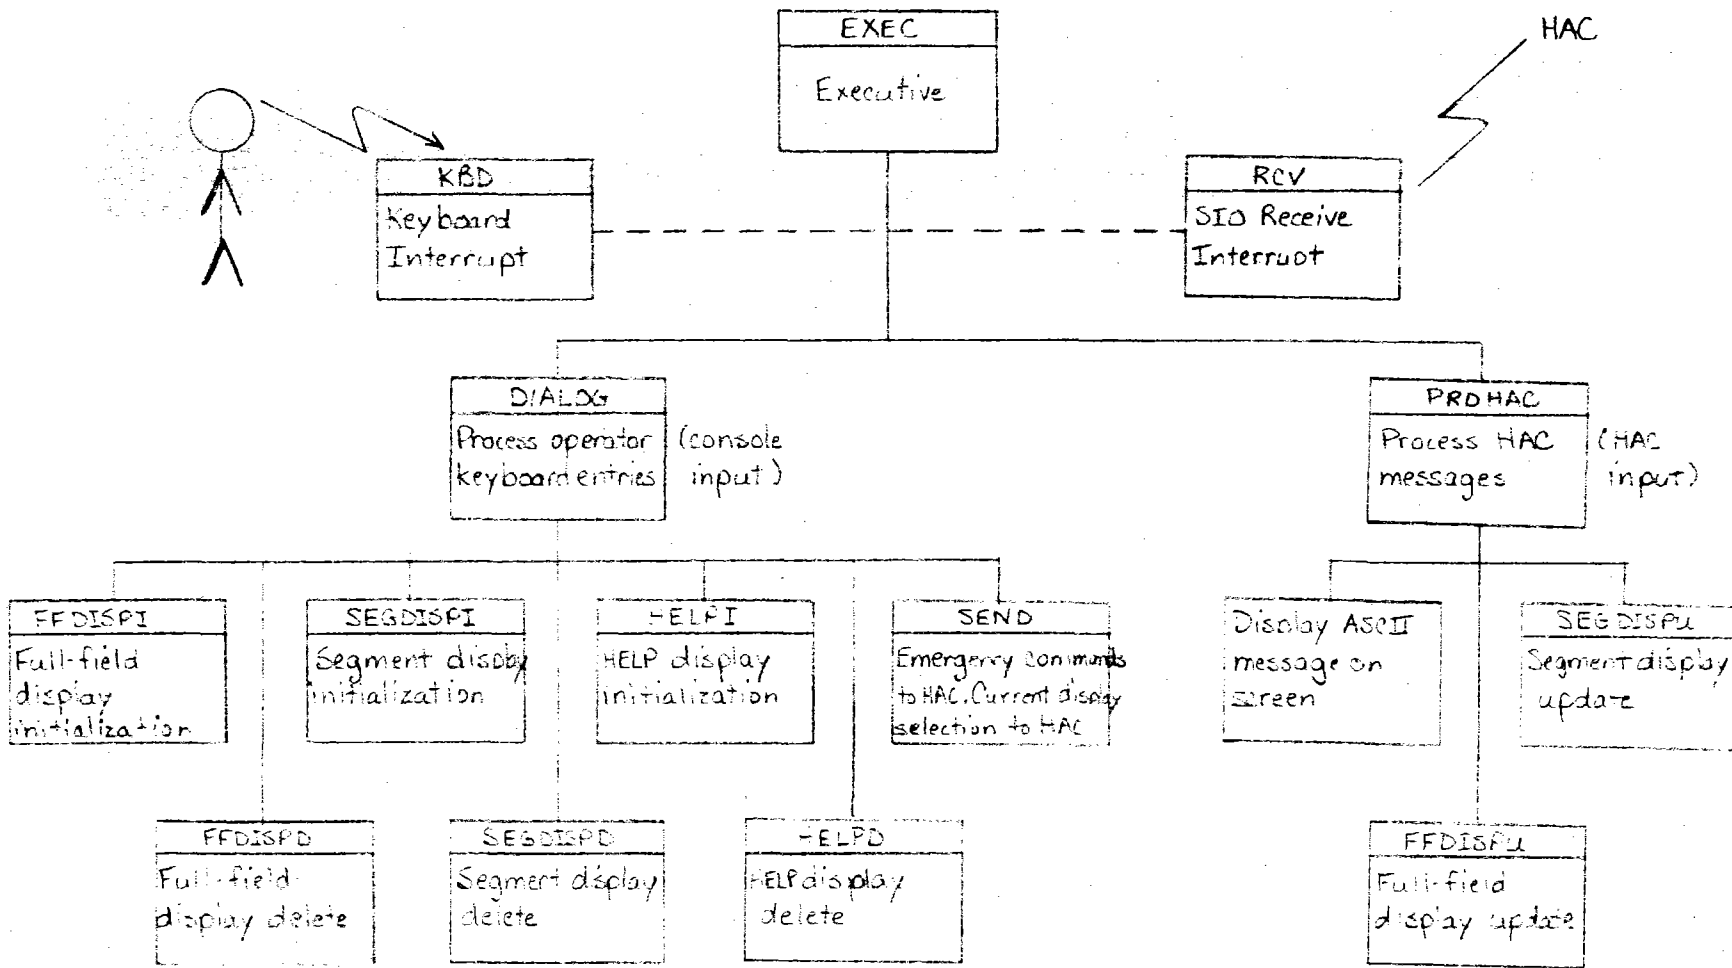 EXEC
Executive
HAC
KBD
Keyboard
Interrupt
RCV
SIO Receive
Interrupt
DIALOG
Process operator
keyboard entries
(console
input)
PROHAC
Process HAC
messages
(HAC
input)
FFDISPI
Full-field
display
initialization
SEGDISPI
Segment display
initialization
HELPI
HELP display
initialization
SEND
Emergency commands
to HAC. Current display
selection to HAC
Display ASCII
message on
screen
SEGDISPU
Segment display
update
FFDISPD
Full-field
display delete
SEGDISPD
Segment display
delete
HELPD
HELP display
delete
FFDISPU
Full-field
display update